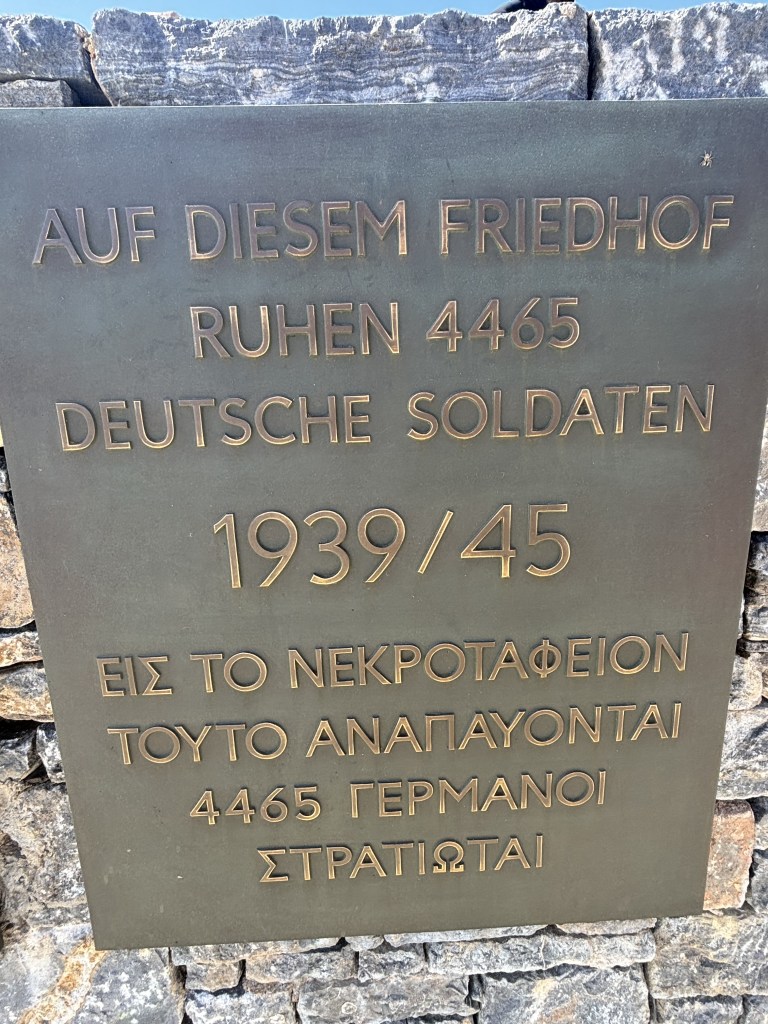 AUF DIESEM FRIEDHOF
RUHEN 4465
DEUTSCHE SOLDATEN
1939/45
ΕΙΣ ΤΟ ΝΕΚΡΟΤΑΦΕΙΟΝ
ΤΟΥΤΟ ΑΝΑΠΑΥΟΝΤΑΙ
4465 ΓΕΡΜΑΝΟΙ
ΣΤΡΑΤΙΩΤΑΙ